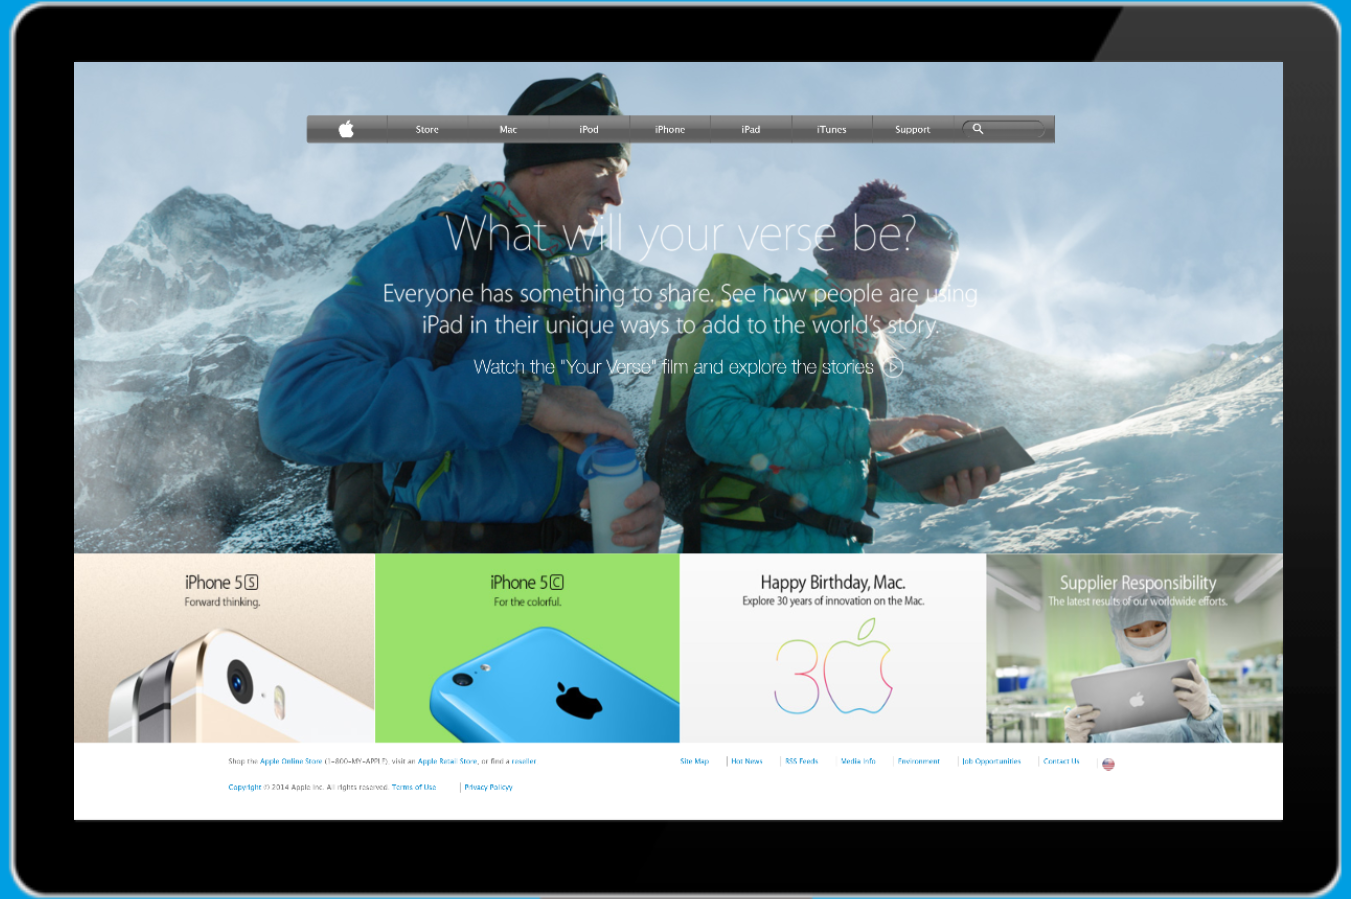 Store Mac iPod iPhone iPad iTunes Support
What will your verse be?
Everyone has something to share. See how people are using
iPad in their unique ways to add to the world's story.
Watch the "Your Verse" film and explore the stories
iPhone 5S
Forward thinking.
iPhone 5C
For the colorful.
Happy Birthday, Mac.
Explore 30 years of innovation on the Mac.
30
Supplier Responsibility
The latest results of our worldwide efforts.
Shop the Apple Online Store (1-800-MY-APPLE), visit an Apple Retail Store, or find a reseller.
Site Map | Hot News | RSS Feeds | Media Info | Environment | Job Opportunities | Contact Us
Copyright © 2014 Apple Inc. All rights reserved. Terms of Use | Privacy Policyy